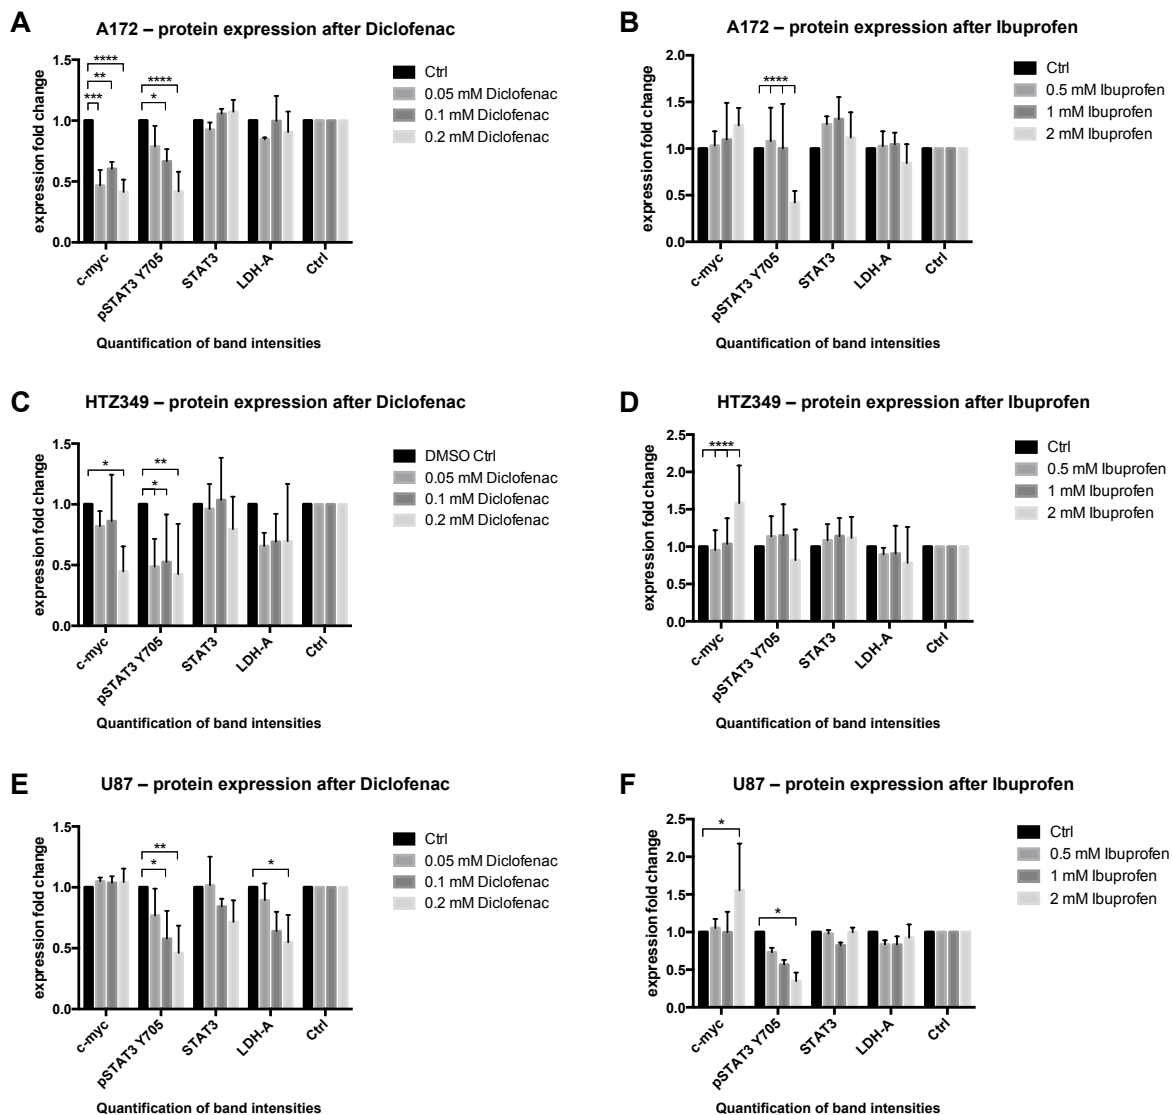 A
A172 – protein expression after Diclofenac
expression fold change
1.5
1.0
0.5
0.0
****
**
***
****
*
c-myc
pSTAT3 Y705
STAT3
LDH-A
Ctrl
Quantification of band intensities
Ctrl
0.05 mM Diclofenac
0.1 mM Diclofenac
0.2 mM Diclofenac
B
A172 – protein expression after Ibuprofen
expression fold change
2.0
1.5
1.0
0.5
0.0
****
c-myc
pSTAT3 Y705
STAT3
LDH-A
Ctrl
Quantification of band intensities
Ctrl
0.5 mM Ibuprofen
1 mM Ibuprofen
2 mM Ibuprofen
C
HTZ349 – protein expression after Diclofenac
expression fold change
1.5
1.0
0.5
0.0
*
**
*
c-myc
pSTAT3 Y705
STAT3
LDH-A
Ctrl
Quantification of band intensities
DMSO Ctrl
0.05 mM Diclofenac
0.1 mM Diclofenac
0.2 mM Diclofenac
D
HTZ349 – protein expression after Ibuprofen
expression fold change
2.5
2.0
1.5
1.0
0.5
0.0
****
c-myc
pSTAT3 Y705
STAT3
LDH-A
Ctrl
Quantification of band intensities
Ctrl
0.5 mM Ibuprofen
1 mM Ibuprofen
2 mM Ibuprofen
E
U87 – protein expression after Diclofenac
expression fold change
1.5
1.0
0.5
0.0
**
*
*
c-myc
pSTAT3 Y705
STAT3
LDH-A
Ctrl
Quantification of band intensities
Ctrl
0.05 mM Diclofenac
0.1 mM Diclofenac
0.2 mM Diclofenac
F
U87 – protein expression after Ibuprofen
expression fold change
2.5
2.0
1.5
1.0
0.5
0.0
*
*
c-myc
pSTAT3 Y705
STAT3
LDH-A
Ctrl
Quantification of band intensities
Ctrl
0.5 mM Ibuprofen
1 mM Ibuprofen
2 mM Ibuprofen